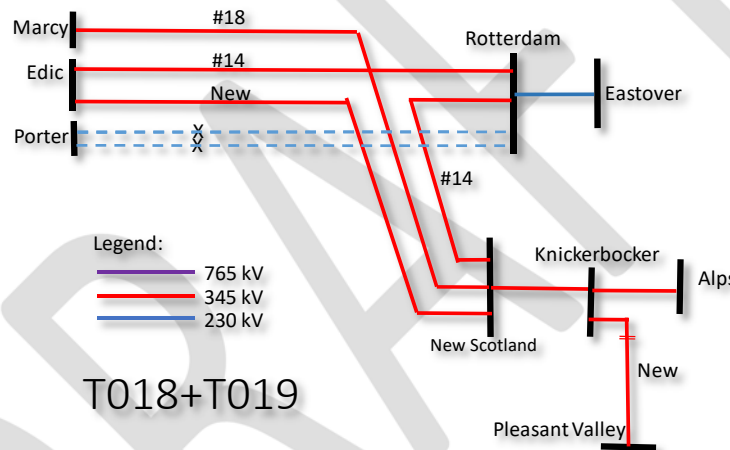 Marcy
#18
Rotterdam
Edic
#14
New
Eastover
Porter
X
X
#14
Legend:
765 kV
345 kV
230 kV
Knickerbocker
Alps
New Scotland
New
T018+T019
Pleasant Valley
DRAFT